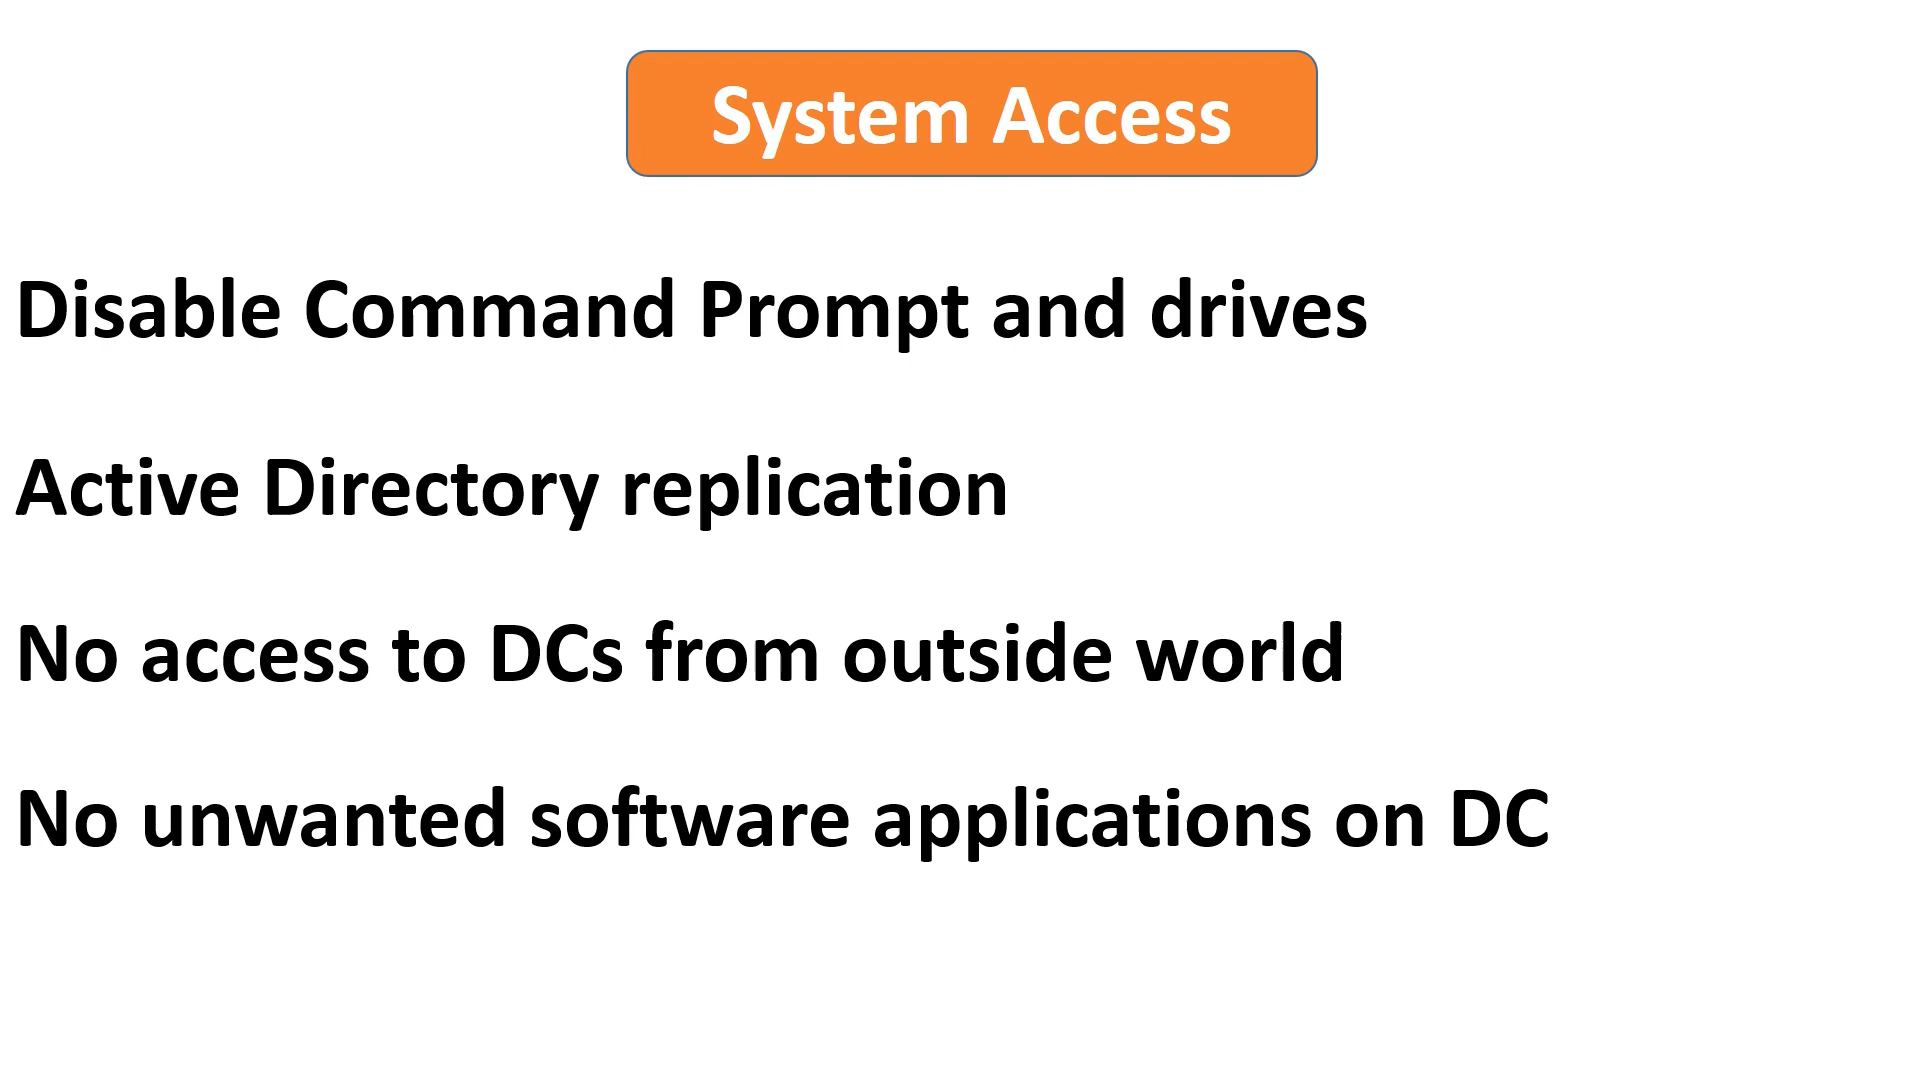 System Access
Disable Command Prompt and drives
Active Directory replication
No access to DCs from outside world
No unwanted software applications on DC